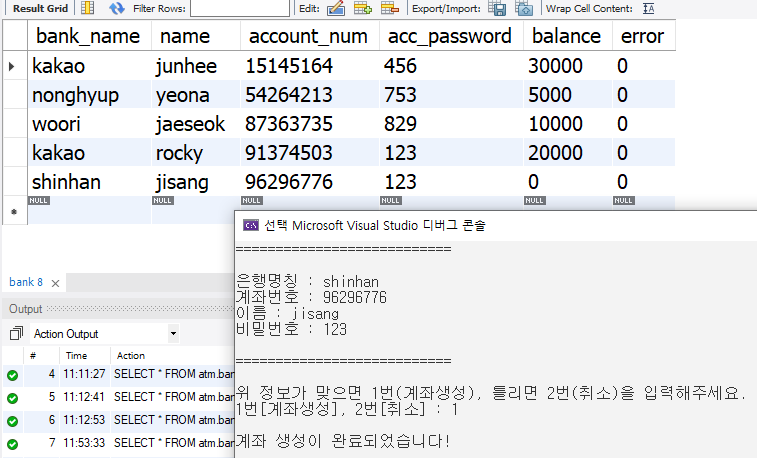 Result Grid Filter Rows: Edit: Export/Import: Wrap Cell Content:
bank_name name account_num acc_password balance error
kakao junhee 15145164 456 30000 0
nonghyup yeona 54264213 753 5000 0
woori jaeseok 87363735 829 10000 0
kakao rocky 91374503 123 20000 0
shinhan jisang 96296776 123 0 0
NULL NULL NULL NULL NULL NULL
선택 Microsoft Visual Studio 디버그 콘솔
===========================
은행명칭 : shinhan
계좌번호 : 96296776
이름 : jisang
비밀번호 : 123
===========================
위 정보가 맞으면 1번(계좌생성), 틀리면 2번(취소)을 입력해주세요.
1번[계좌생성], 2번[취소] : 1
계좌 생성이 완료되었습니다!
bank 8
Output
Action Output
# Time Action
4 11:11:27 SELECT * FROM atm.ban
5 11:12:41 SELECT * FROM atm.ban
6 11:12:53 SELECT * FROM atm.ban
7 11:53:33 SELECT * FROM atm.ban